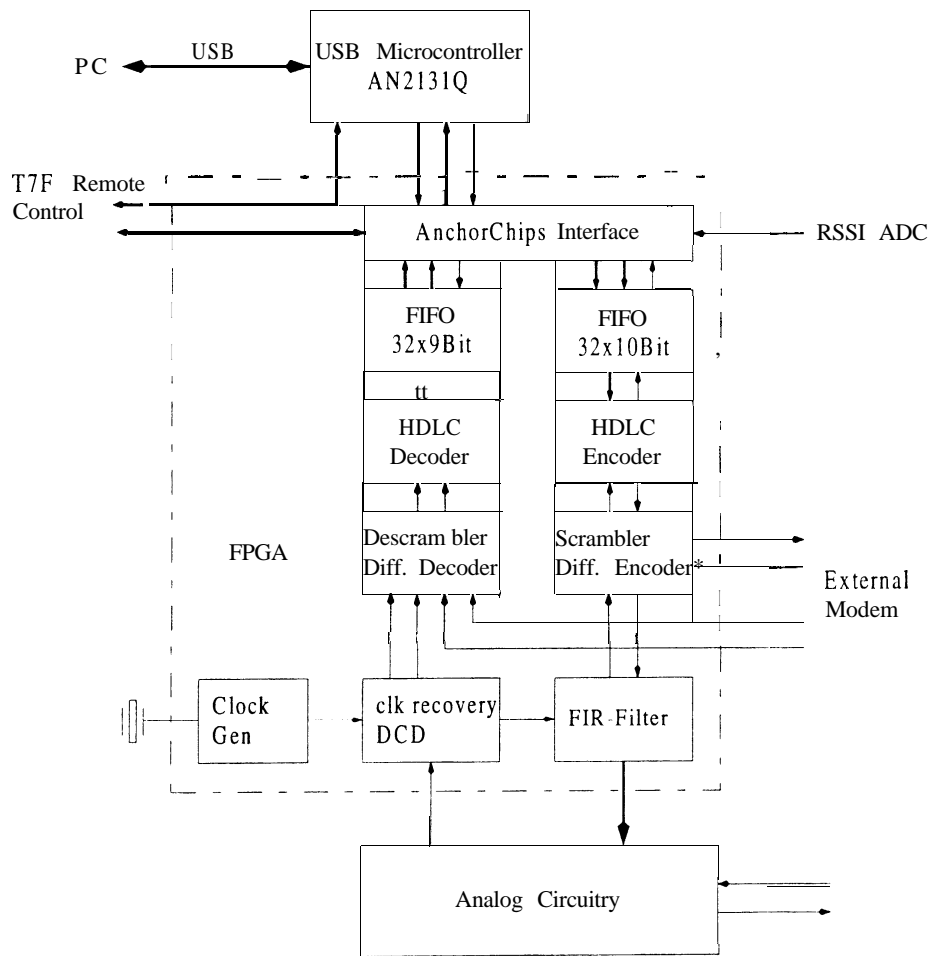 USB
PC
USB Microcontroller
AN2131Q
T7F Remote
Control
AnchorChips Interface
RSSI ADC
FIFO
32x9Bit
FIFO
32x10Bit
,
tt
HDLC
Decoder
HDLC
Encoder
FPGA
Descram bler
Diff. Decoder
Scrambler
Diff. Encoder*
External
Modem
Clock
Gen
clk recovery
DCD
FIR-Filter
Analog Circuitry